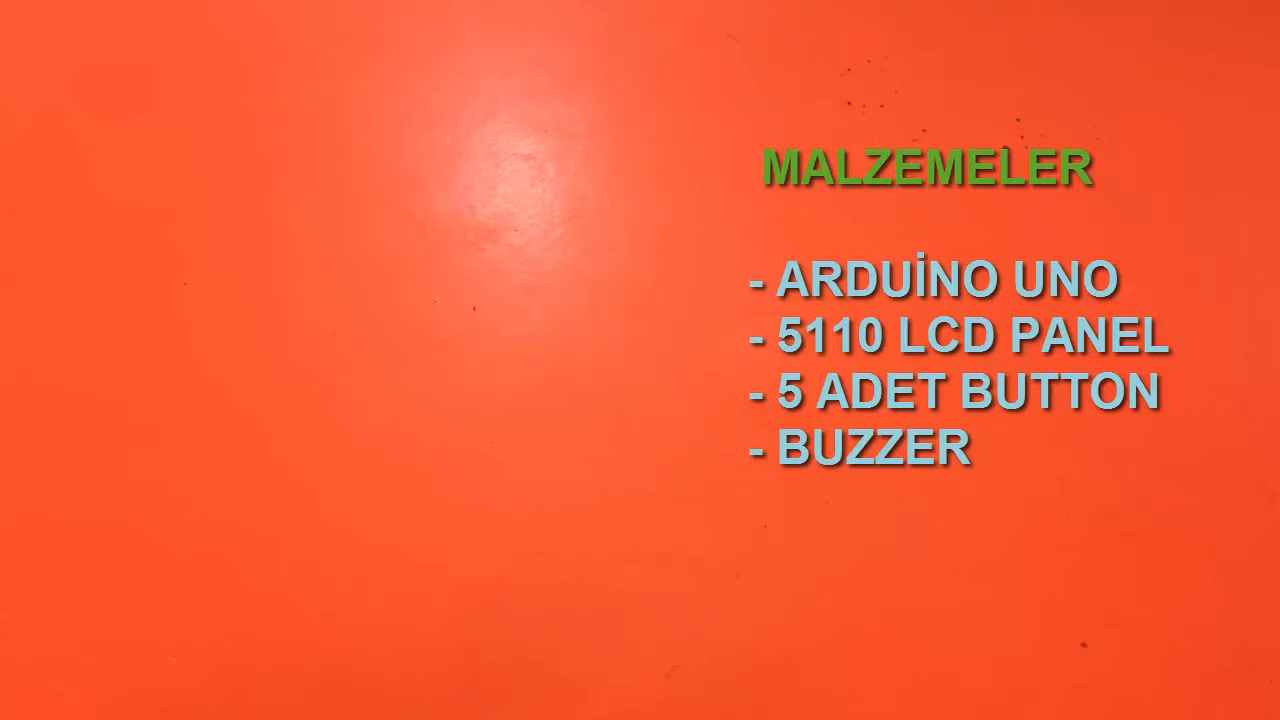 MALZEMELER
- ARDUİNO UNO
- 5110 LCD PANEL
- 5 ADET BUTTON
- BUZZER